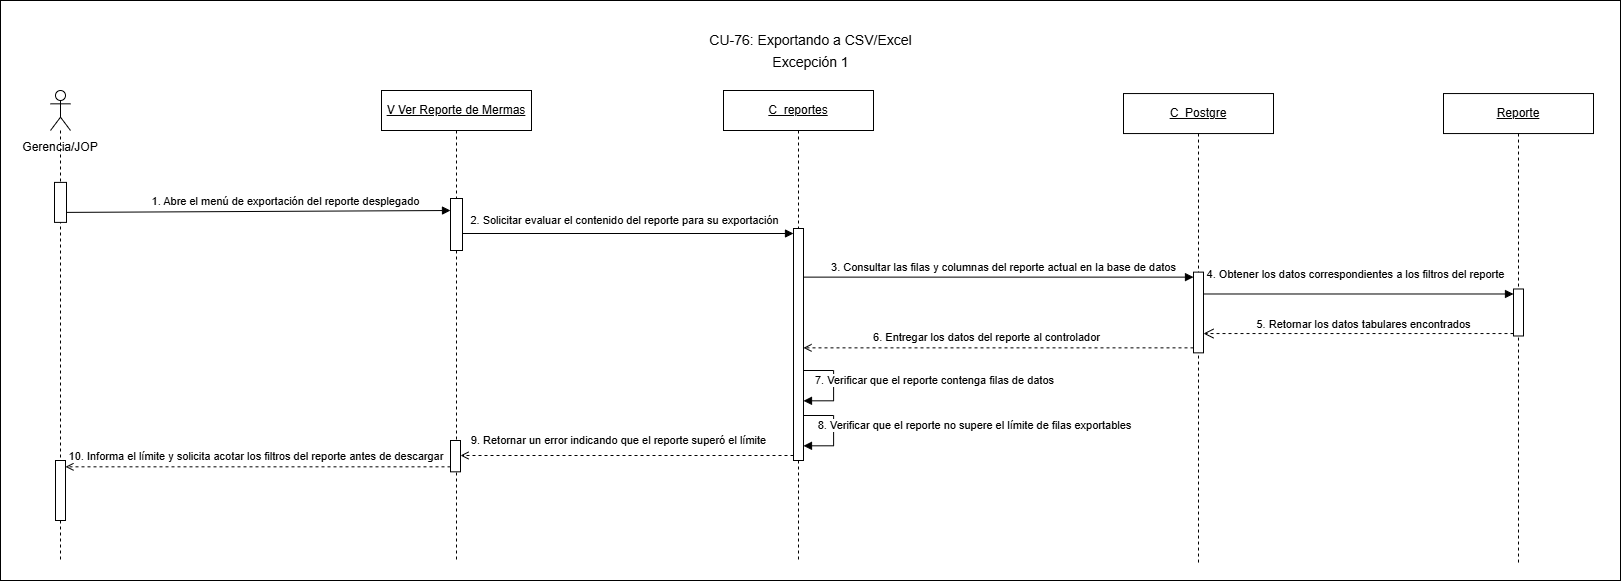 CU-76: Exportando a CSV/Excel
Excepción 1
Gerencia/JOP
V Ver Reporte de Mermas
C_reportes
C_Postgre
Reporte
1. Abre el menú de exportación del reporte desplegado
2. Solicitar evaluar el contenido del reporte para su exportación
3. Consultar las filas y columnas del reporte actual en la base de datos
4. Obtener los datos correspondientes a los filtros del reporte
5. Retornar los datos tabulares encontrados
6. Entregar los datos del reporte al controlador
7. Verificar que el reporte contenga filas de datos
8. Verificar que el reporte no supere el límite de filas exportables
9. Retornar un error indicando que el reporte superó el límite
10. Informa el límite y solicita acotar los filtros del reporte antes de descargar